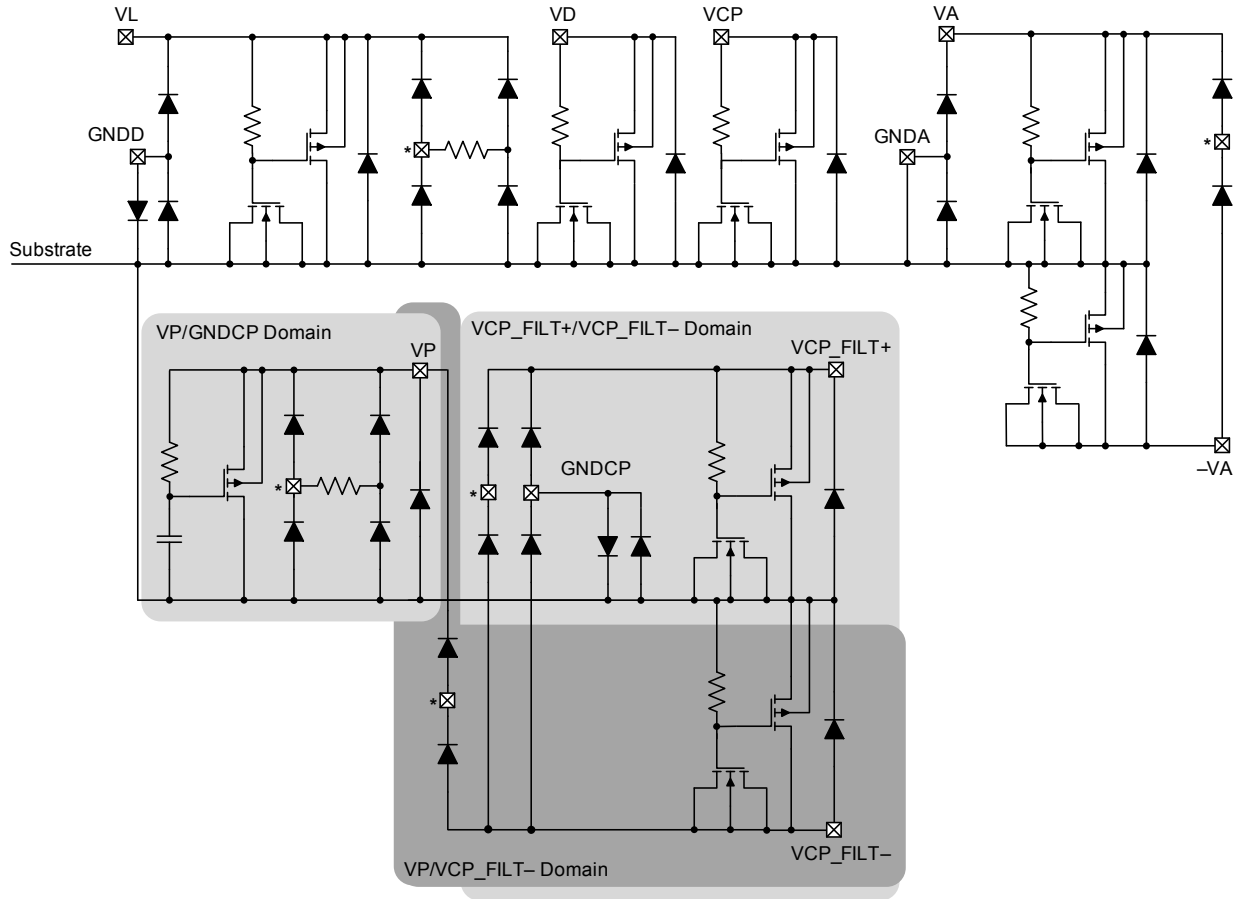 VL
VD
VCP
VA
GNDD
*
GNDA
*
Substrate
VP/GNDCP Domain
VCP_FILT+/VCP_FILT– Domain
VP
VCP_FILT+
GNDCP
*
*
–VA
*
VCP_FILT–
VP/VCP_FILT– Domain